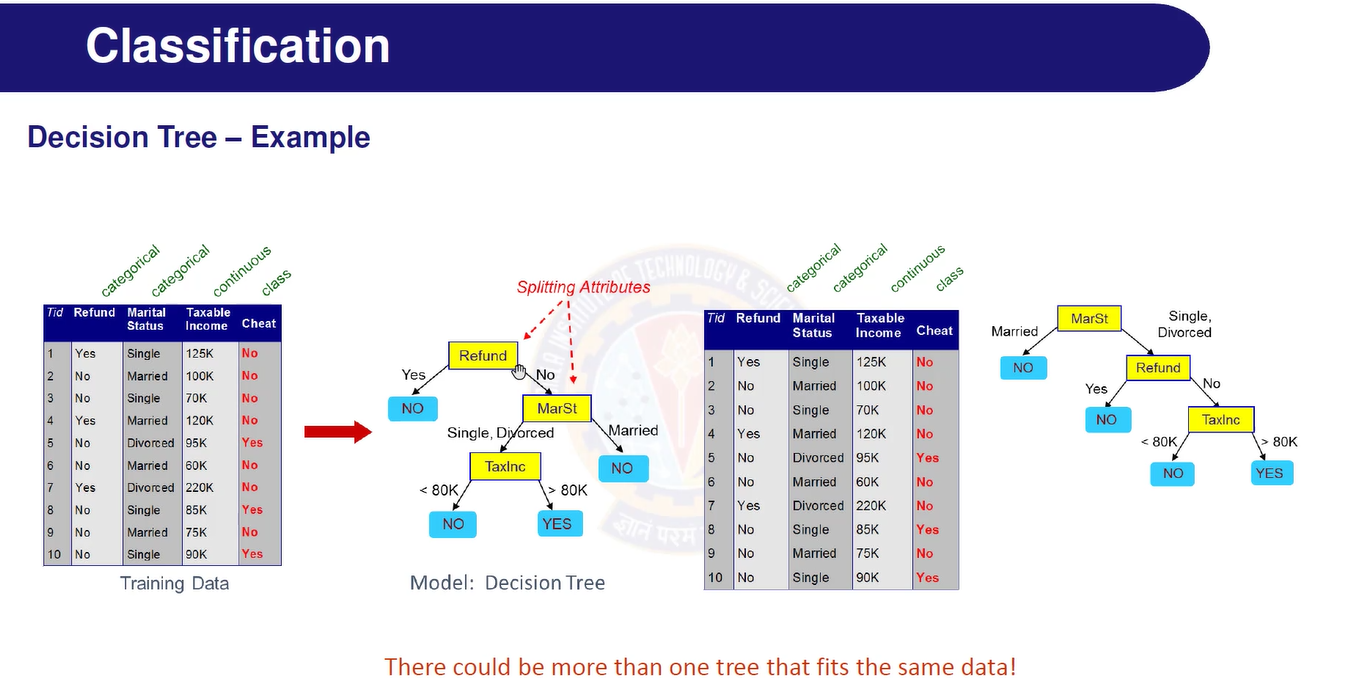 Classification
Decision Tree – Example
categorical
categorical
continuous
class
Tid Refund Marital Status Taxable Income Cheat
1 Yes Single 125K No
2 No Married 100K No
3 No Single 70K No
4 Yes Married 120K No
5 No Divorced 95K Yes
6 No Married 60K No
7 Yes Divorced 220K No
8 No Single 85K Yes
9 No Married 75K No
10 No Single 90K Yes
Training Data
Splitting Attributes
Refund
Yes No
NO MarSt
Single, Divorced Married
TaxInc NO
< 80K > 80K
NO YES
Model: Decision Tree
categorical
categorical
continuous
class
Tid Refund Marital Status Taxable Income Cheat
1 Yes Single 125K No
2 No Married 100K No
3 No Single 70K No
4 Yes Married 120K No
5 No Divorced 95K Yes
6 No Married 60K No
7 Yes Divorced 220K No
8 No Single 85K Yes
9 No Married 75K No
10 No Single 90K Yes
MarSt
Married Single, Divorced
NO Refund
Yes No
NO TaxInc
< 80K > 80K
NO YES
There could be more than one tree that fits the same data!
TECHNOLOGY &
ज्ञानं परम